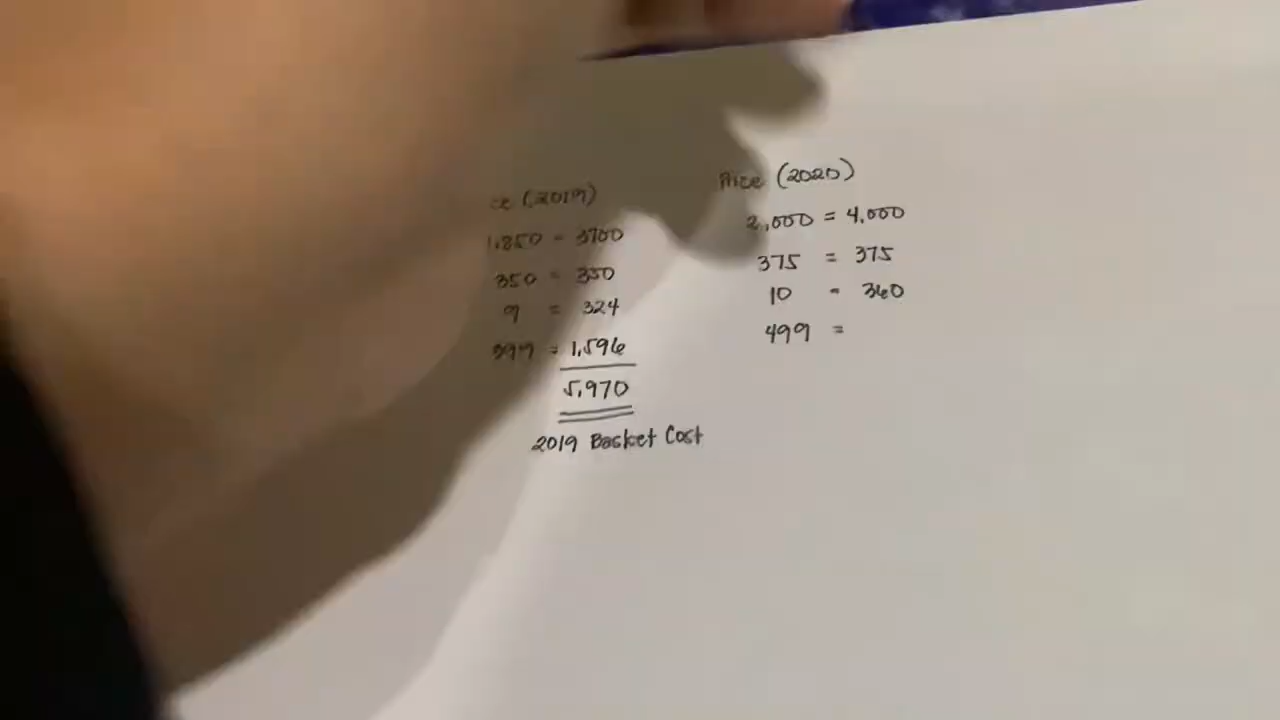 ce (2019) Price (2020)
1,850 = 3700 2,000 = 4,000
350 = 350 375 = 375
9 = 324 10 = 360
399 = 1,596 499 =
5,970
2019 Basket Cost